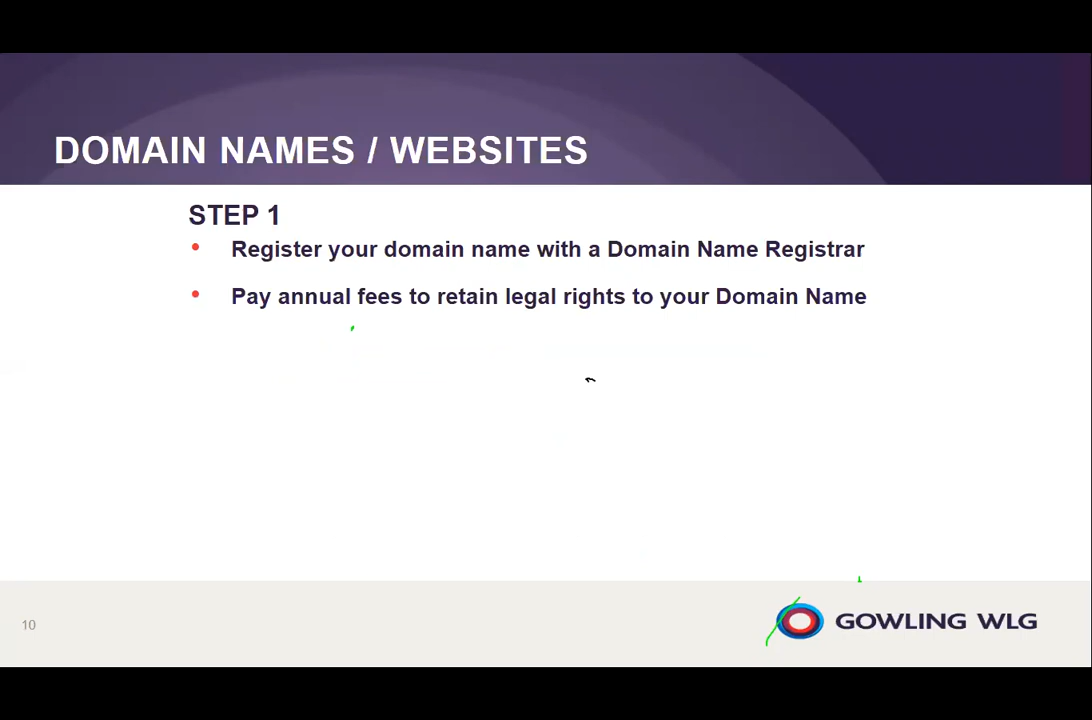 DOMAIN NAMES / WEBSITES
STEP 1
• Register your domain name with a Domain Name Registrar
• Pay annual fees to retain legal rights to your Domain Name
10
GOWLING WLG